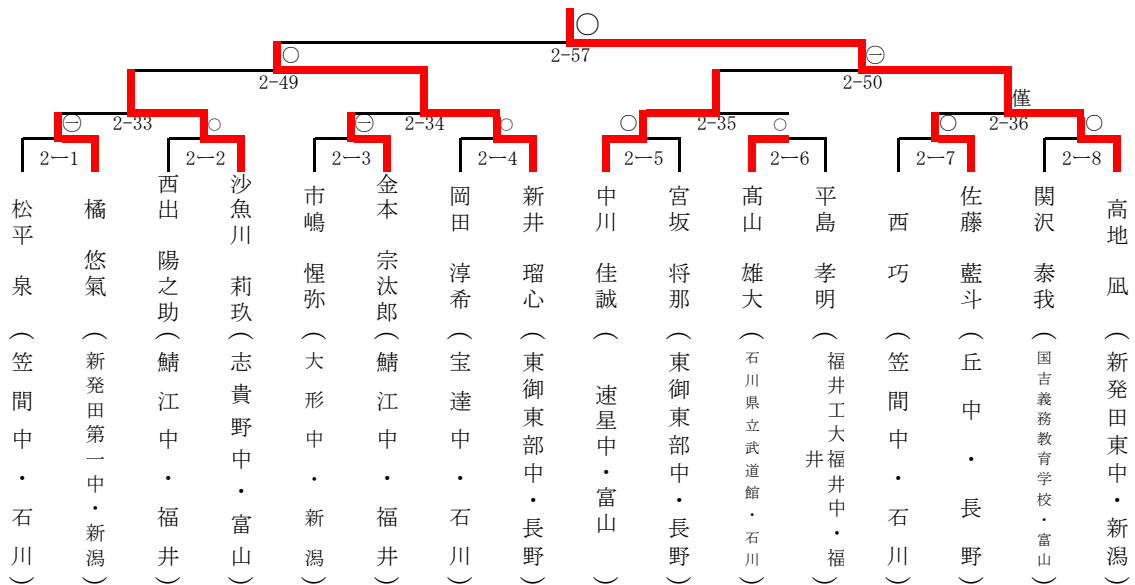 ○
2-57
○
㊀
2-49
2-50
僅
㊀
2-33
○
㊀
2-34
○
○
2-35
○
○
2-36
○
2一1
2一2
2一3
2一4
2一5
2一6
2一7
2一8
松平 泉（笠間中・石川）
橘 悠氣（新発田第一中・新潟）
西出 陽之助（鯖江中・福井）
沙魚川 莉玖（志貴野中・富山）
市嶋 惺弥（大形中・新潟）
金本 宗汰郎（鯖江中・福井）
岡田 淳希（宝達中・石川）
新井 瑠心（東御東部中・長野）
中川 佳誠（速星中・富山）
宮坂 将那（東御東部中・長野）
髙山 雄大（石川県立武道館・石川）
平島 孝明（福井工大福井中・福
井）
西 巧（笠間中・石川）
佐藤 藍斗（丘中・長野）
関沢 泰我（国吉義務教育学校・富山）
高地 凪（新発田東中・新潟）